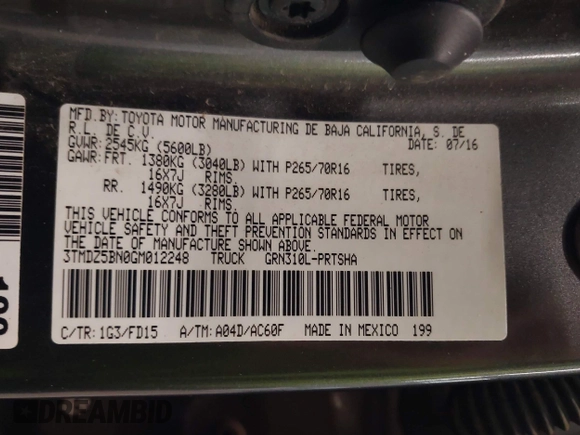 MFD.BY: TOYOTA MOTOR MANUFACTURING DE BAJA CALIFORNIA, S. DE
R.L. DE C.V. DATE: 07/16
GVWR: 2545KG (5600LB)
GAWR: FRT. 1380KG (3040LB) WITH P265/70R16 TIRES,
16X7J RIMS.
RR. 1490KG (3280LB) WITH P265/70R16 TIRES,
16X7J RIMS.
THIS VEHICLE CONFORMS TO ALL APPLICABLE FEDERAL MOTOR
VEHICLE SAFETY AND THEFT PREVENTION STANDARDS IN EFFECT ON
THE DATE OF MANUFACTURE SHOWN ABOVE.
3TMDZ5BN0GM012248 TRUCK GRN310L-PRTSHA
C/TR: 1G3/FD15 A/TM: A04D/AC60F MADE IN MEXICO 199
DREAMBID